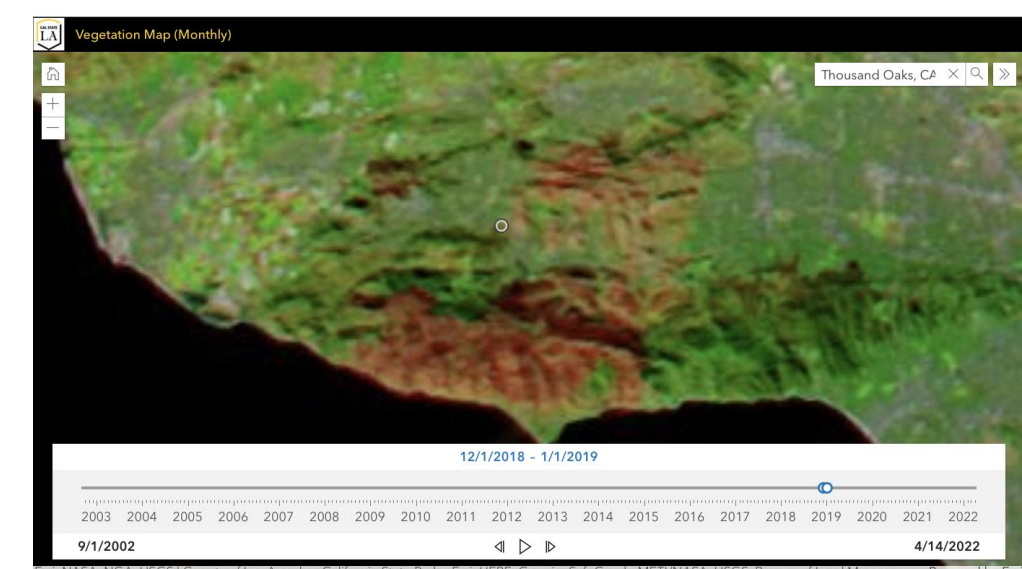 CAL STATE
LA
Vegetation Map (Monthly)
Thousand Oaks, CA
12/1/2018 - 1/1/2019
2003 2004 2005 2006 2007 2008 2009 2010 2011 2012 2013 2014 2015 2016 2017 2018 2019 2020 2021 2022
9/1/2002
4/14/2022